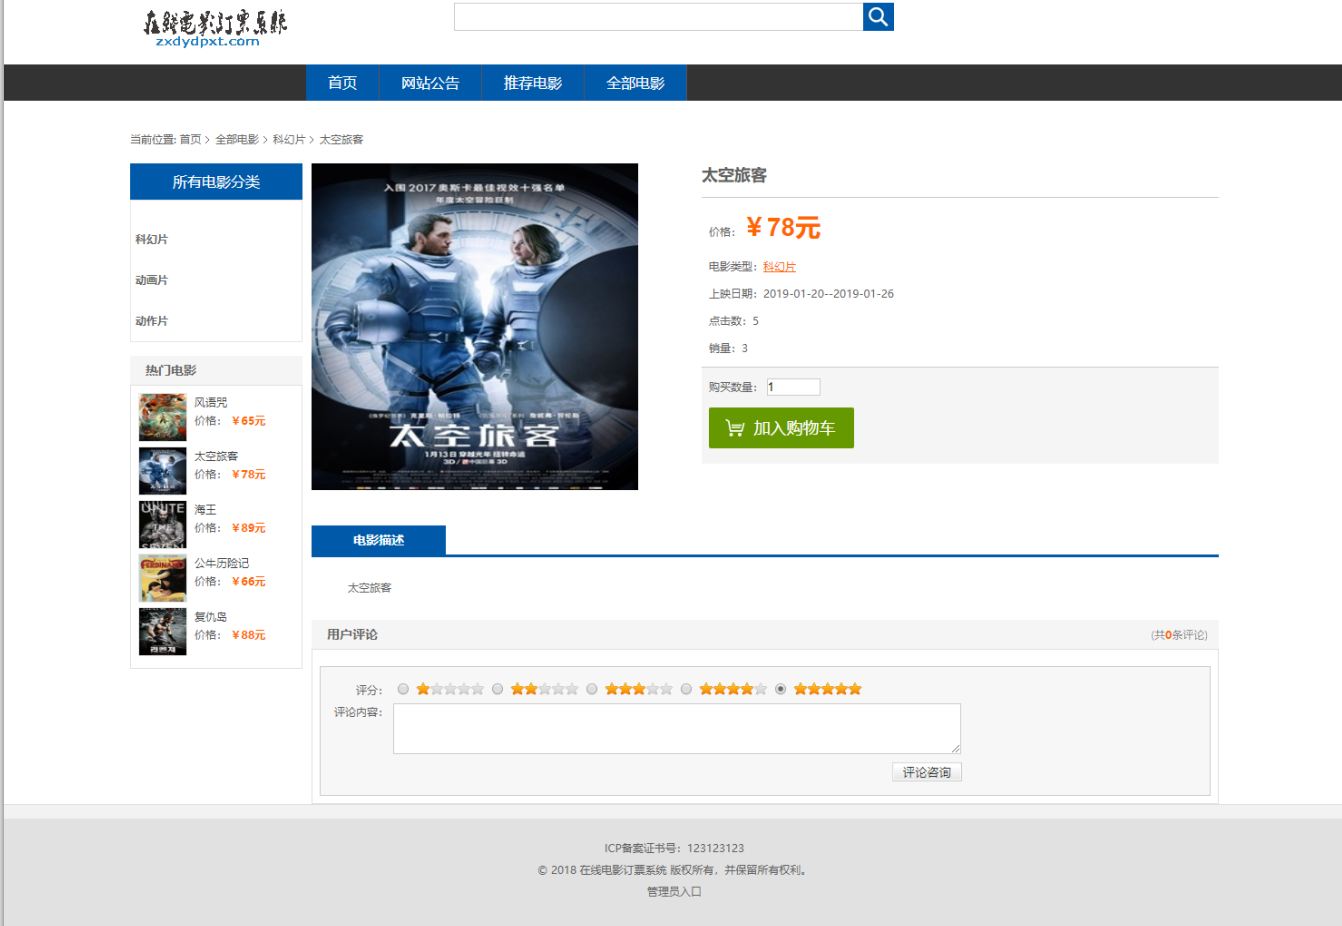 在线电影订票系统
zxdydpxt.com
首页 网站公告 推荐电影 全部电影
当前位置: 首页 > 全部电影 > 科幻片 > 太空旅客
所有电影分类
科幻片
动画片
动作片
热门电影
风语咒
价格： ￥65元
太空旅客
价格： ￥78元
海王
价格： ￥89元
公牛历险记
价格： ￥66元
复仇岛
价格： ￥88元
入围2017奥斯卡最佳视效十强名单
年度太空冒险巨制
太空旅客
1月13日 穿越光年 扭转命运
3D / 中国巨幕 3D
太空旅客
价格： ￥78元
电影类型：科幻片
上映日期：2019-01-20--2019-01-26
点击数：5
销量：3
购买数量： 1
加入购物车
电影描述
太空旅客
用户评论 (共0条评论)
评分：
评论内容：
评论咨询
ICP备案证书号：123123123
© 2018 在线电影订票系统 版权所有，并保留所有权利。
管理员入口